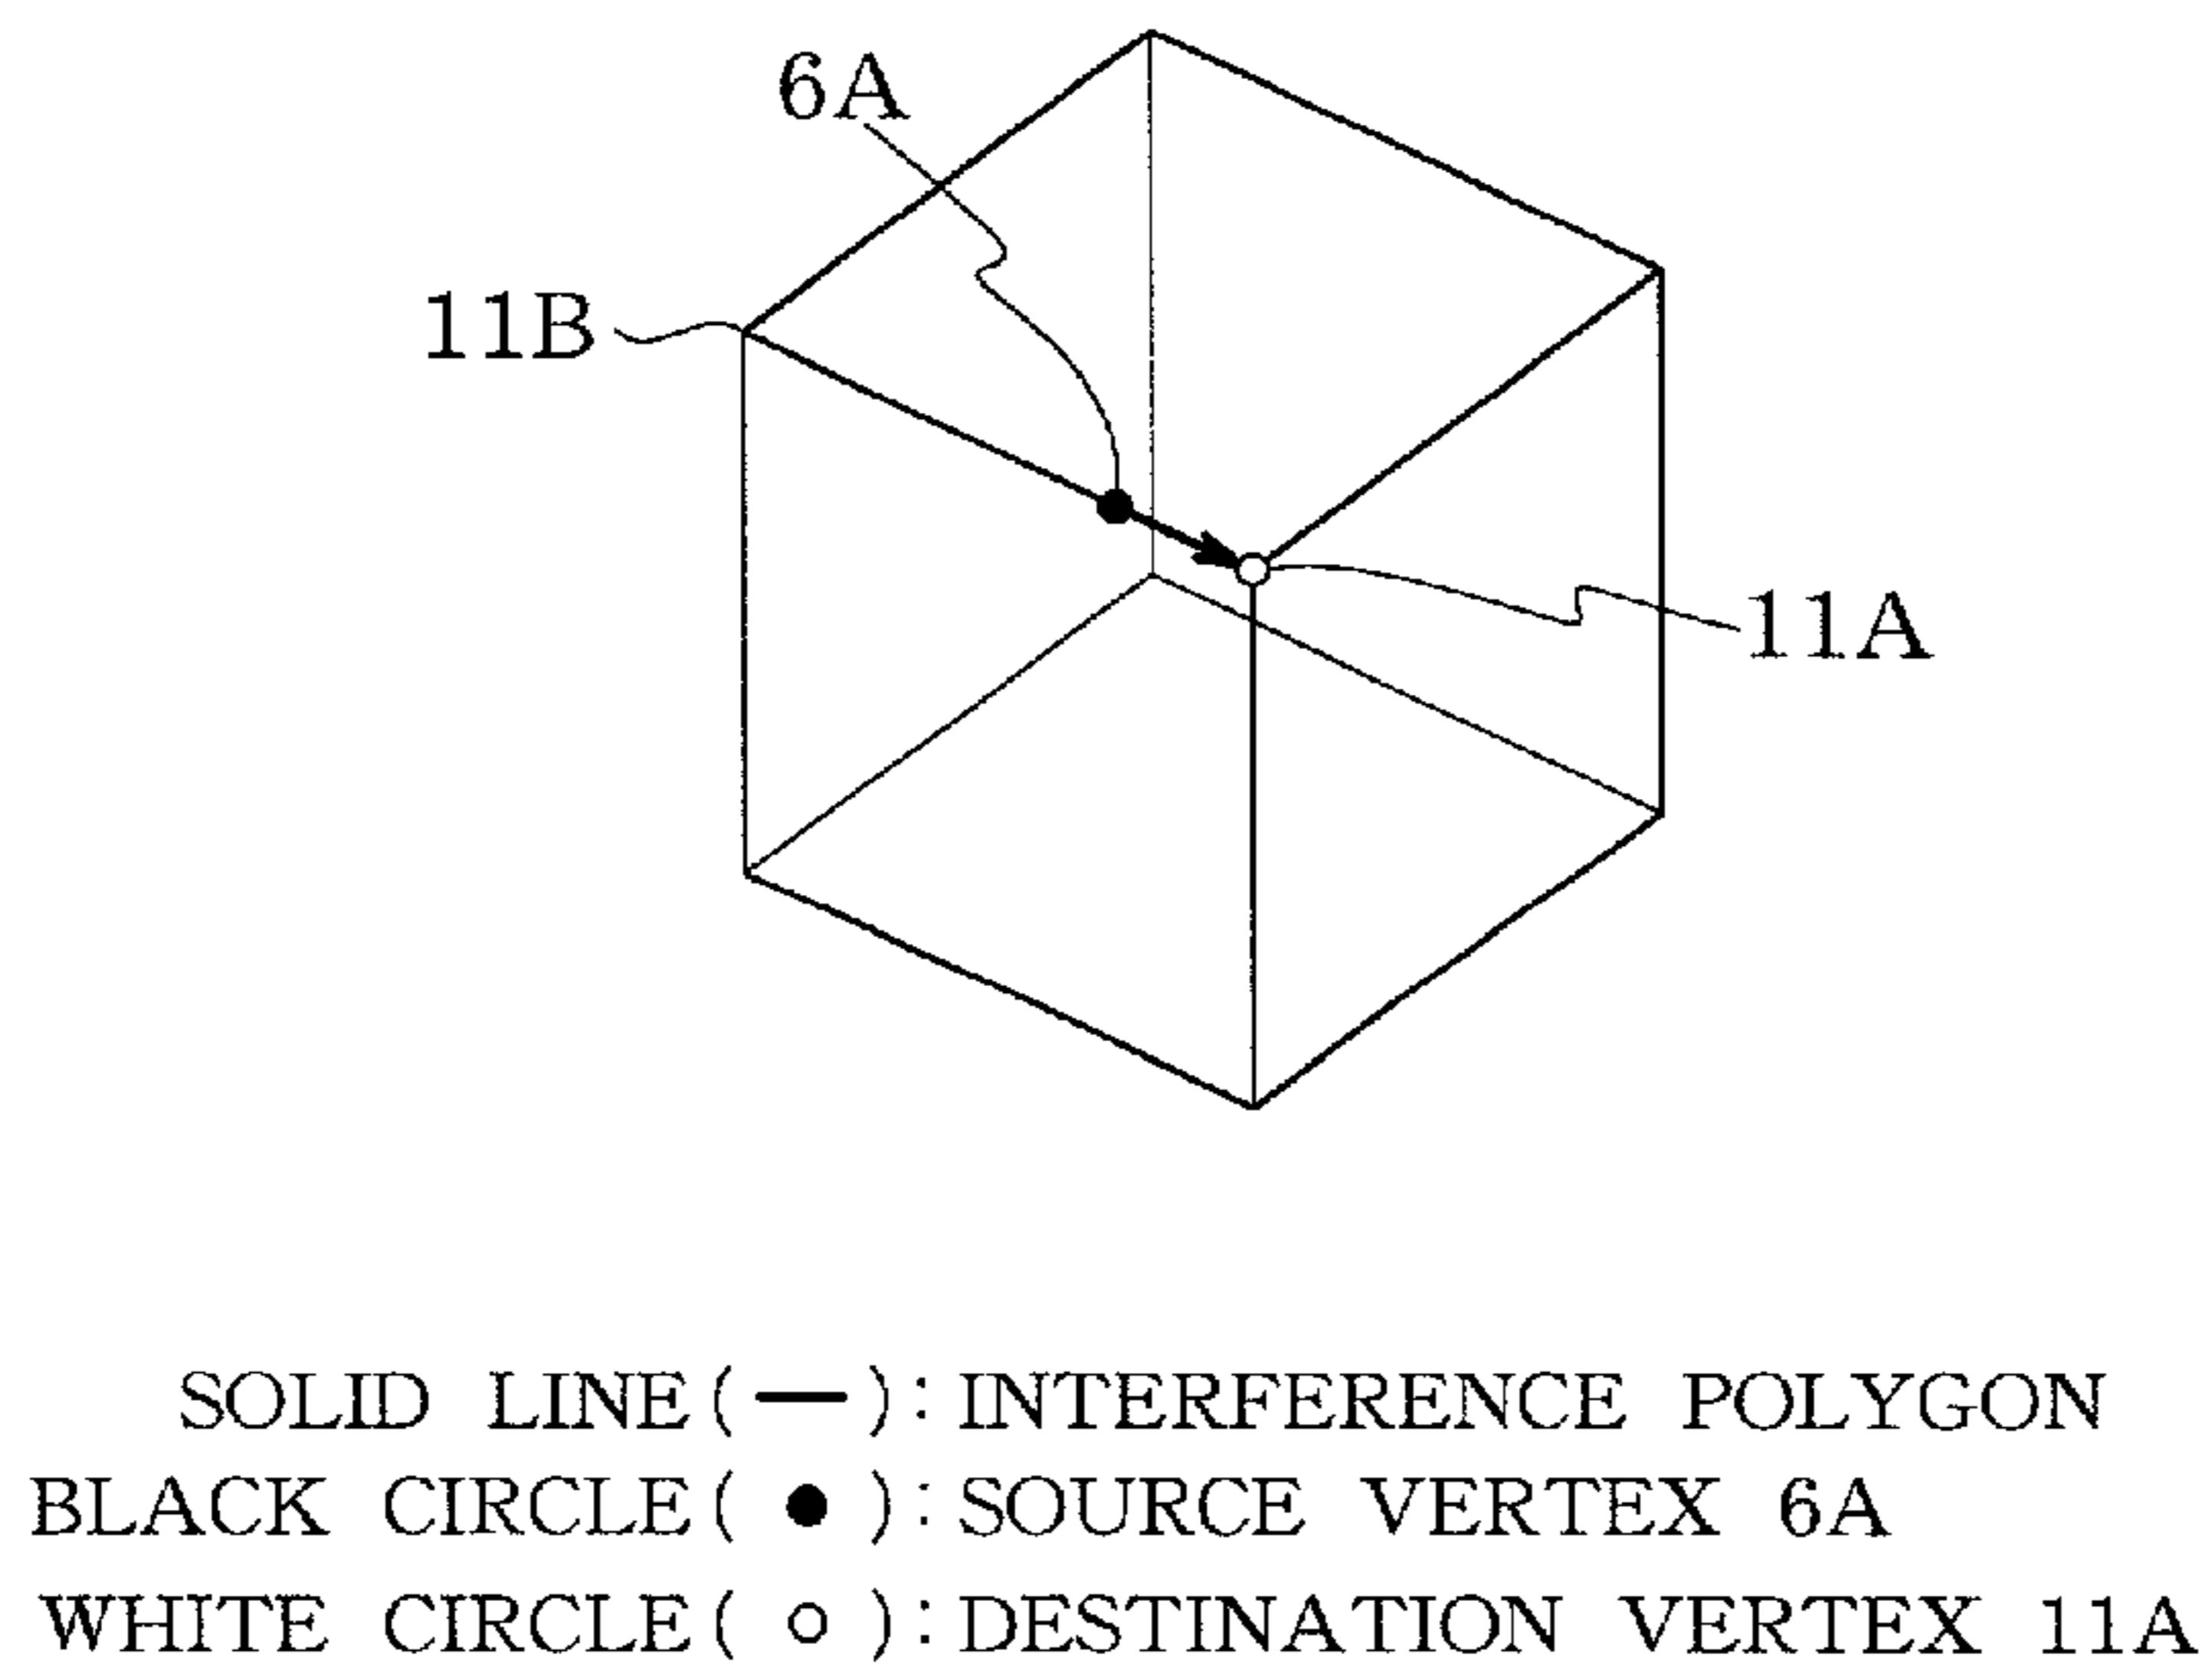 6A
11B
11A
SOLID LINE(—): INTERFERENCE POLYGON
BLACK CIRCLE(●): SOURCE VERTEX 6A
WHITE CIRCLE(○): DESTINATION VERTEX 11A